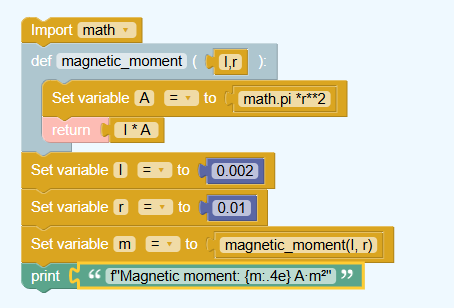 Import math
def magnetic_moment ( I,r ):
Set variable A = to math.pi *r**2
return I * A
Set variable I = to 0.002
Set variable r = to 0.01
Set variable m = to magnetic_moment(I, r)
print “ f"Magnetic moment: {m:.4e} A·m²" ”